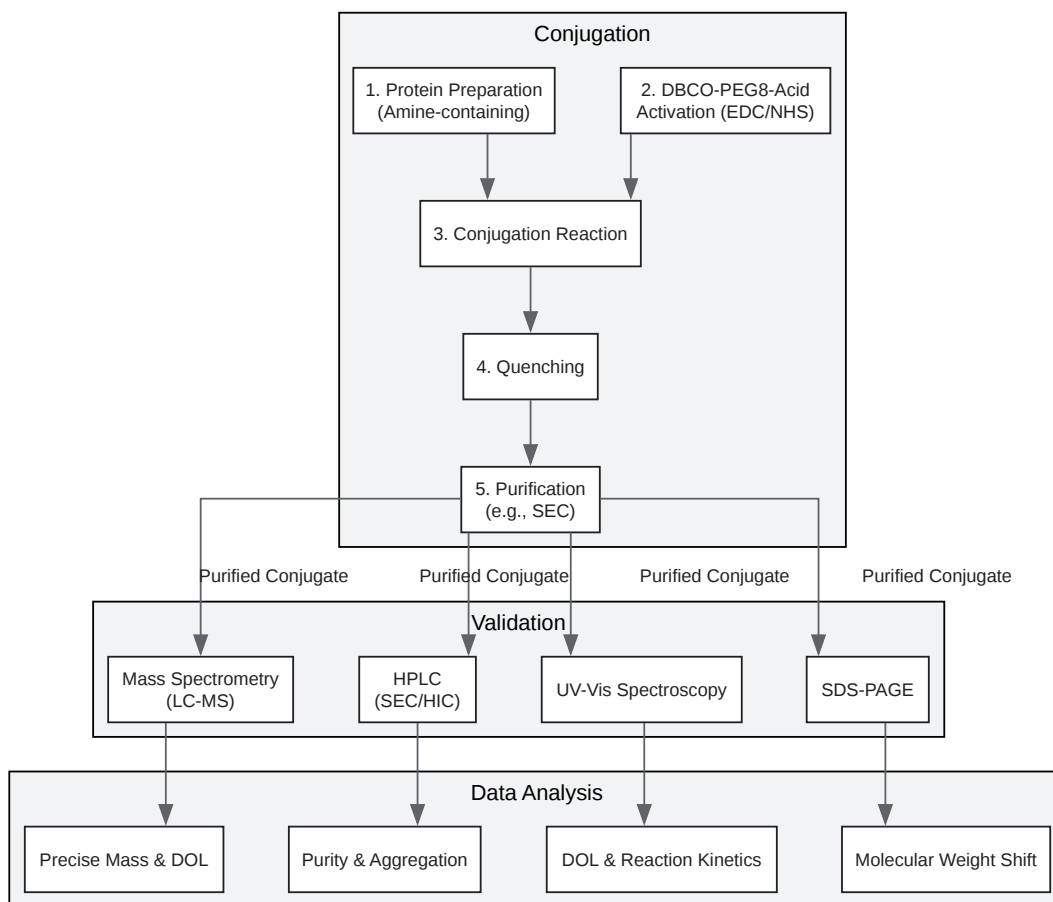 Conjugation
1. Protein Preparation
(Amine-containing)
2. DBCO-PEG8-Acid
Activation (EDC/NHS)
3. Conjugation Reaction
4. Quenching
5. Purification
(e.g., SEC)
Purified Conjugate
Purified Conjugate
Purified Conjugate
Purified Conjugate
Validation
Mass Spectrometry
(LC-MS)
HPLC
(SEC/HIC)
UV-Vis Spectroscopy
SDS-PAGE
Data Analysis
Precise Mass & DOL
Purity & Aggregation
DOL & Reaction Kinetics
Molecular Weight Shift